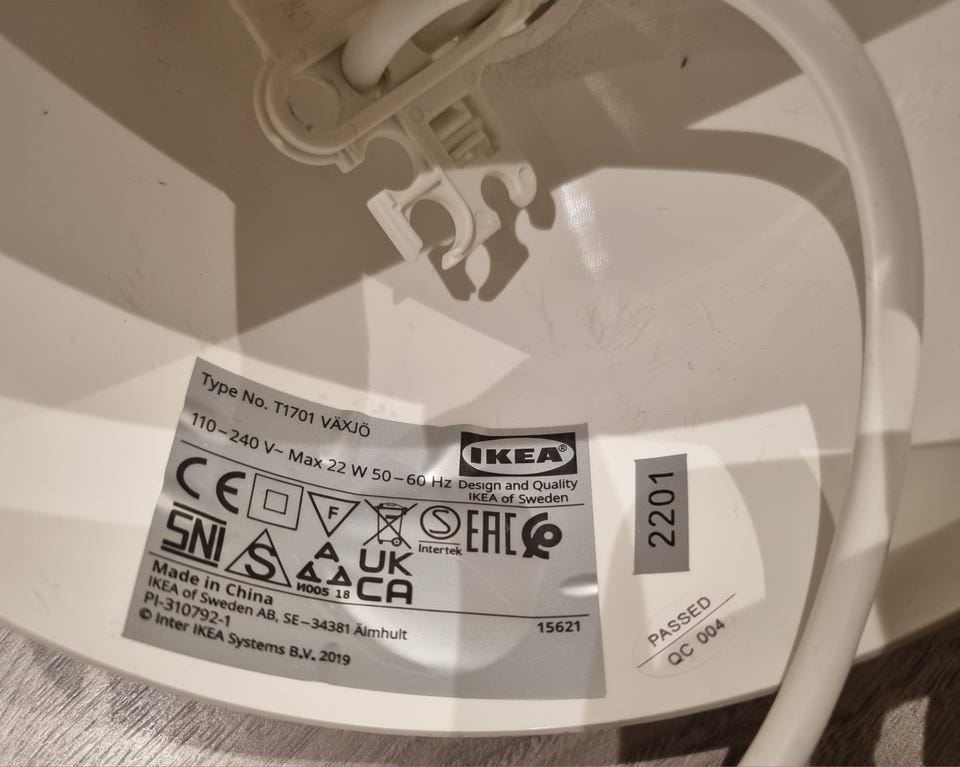 Type No. T1701 VÄXJÖ
110–240 V~ Max 22 W 50–60 Hz
IKEA®
Design and Quality
IKEA of Sweden
CE
F
S
Intertek
EAC
SNI
S
И005 18
UK
CA
Made in China
IKEA of Sweden AB, SE–34381 Älmhult
PI-310792-1
© Inter IKEA Systems B.V. 2019
15621
2201
PASSED
QC 004